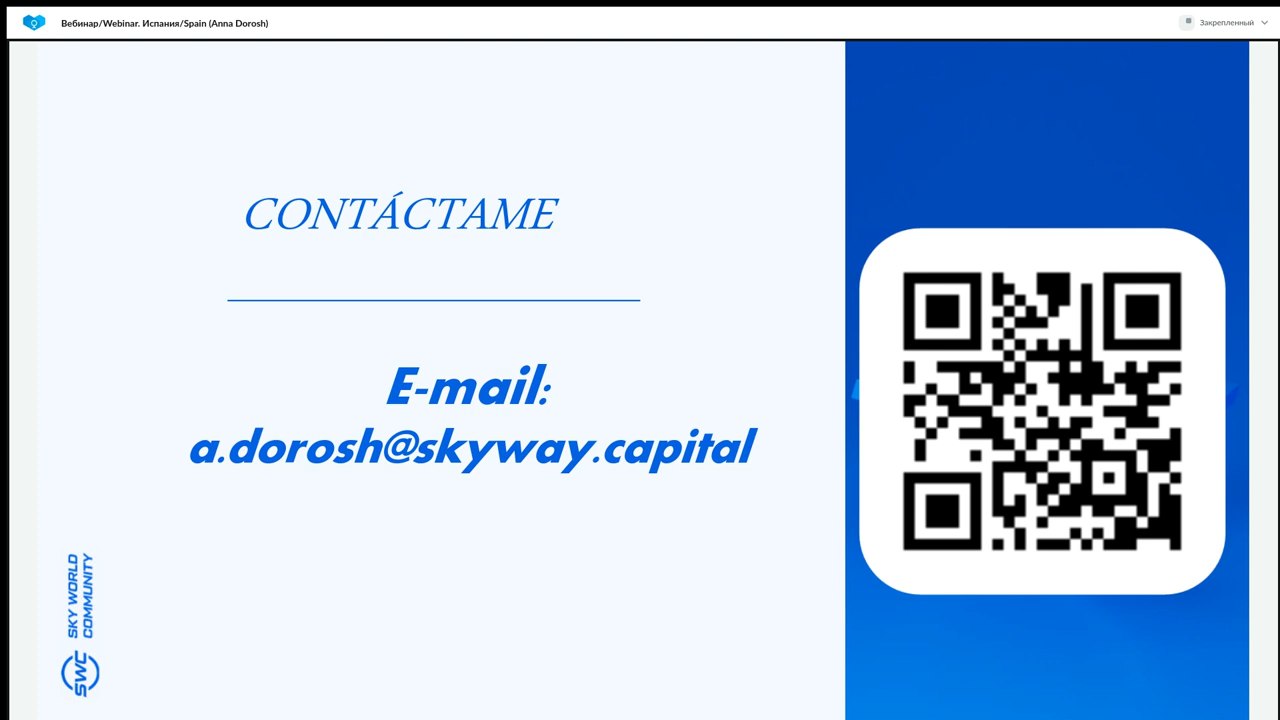 Вебинар/Webinar. Испания/Spain (Anna Dorosh)
Закрепленный
CONTÁCTAME
E-mail:
a.dorosh@skyway.capital
SKY WORLD
COMMUNITY
SWC